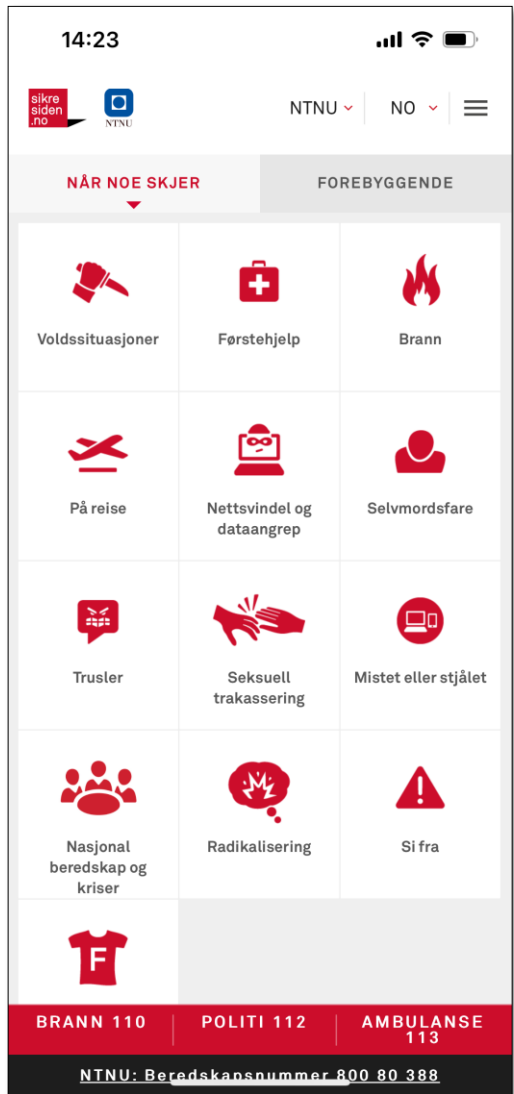 14:23
sikre
siden
.no
NTNU
NTNU
NO
NÅR NOE SKJER
FOREBYGGENDE
Voldssituasjoner
Førstehjelp
Brann
På reise
Nettsvindel og
dataangrep
Selvmordsfare
Trusler
Seksuell
trakassering
Mistet eller stjålet
Nasjonal
beredskap og
kriser
Radikalisering
Si fra
F
BRANN 110
POLITI 112
AMBULANSE
113
NTNU: Beredskapsnummer 800 80 388